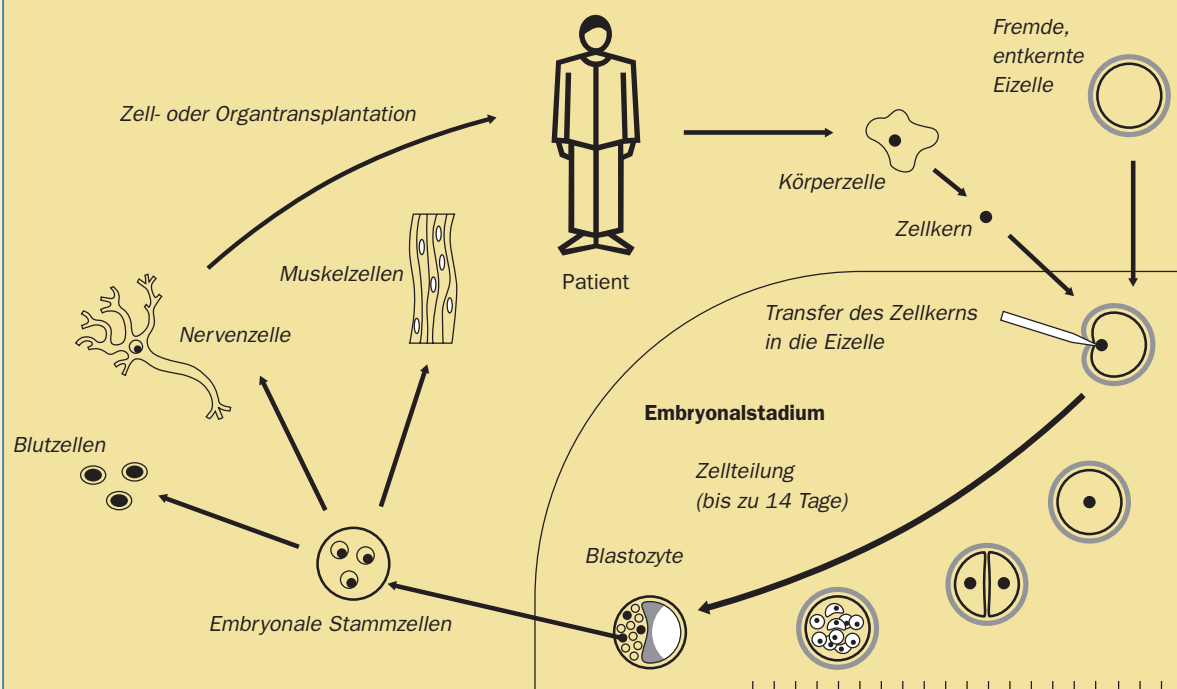 Fremde,
entkernte
Eizelle
Zell- oder Organtransplantation
Körperzelle
Zellkern
Patient
Muskelzellen
Nervenzelle
Transfer des Zellkerns
in die Eizelle
Embryonalstadium
Blutzellen
Zellteilung
(bis zu 14 Tage)
Blastozyte
Embryonale Stammzellen